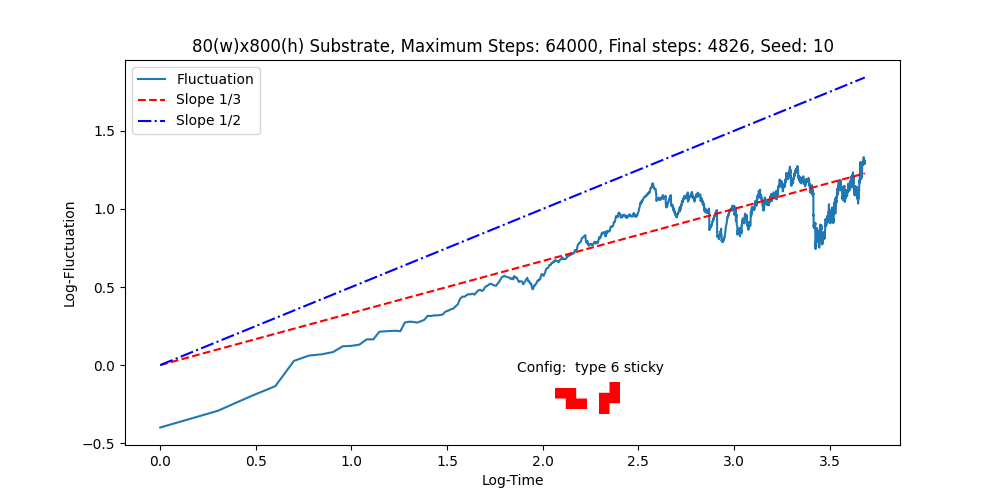 80(w)x800(h) Substrate, Maximum Steps: 64000, Final steps: 4826, Seed: 10
Fluctuation
Slope 1/3
Slope 1/2
Log-Fluctuation
1.5
1.0
0.5
0.0
−0.5
Config:  type 6 sticky
0.0 0.5 1.0 1.5 2.0 2.5 3.0 3.5
Log-Time